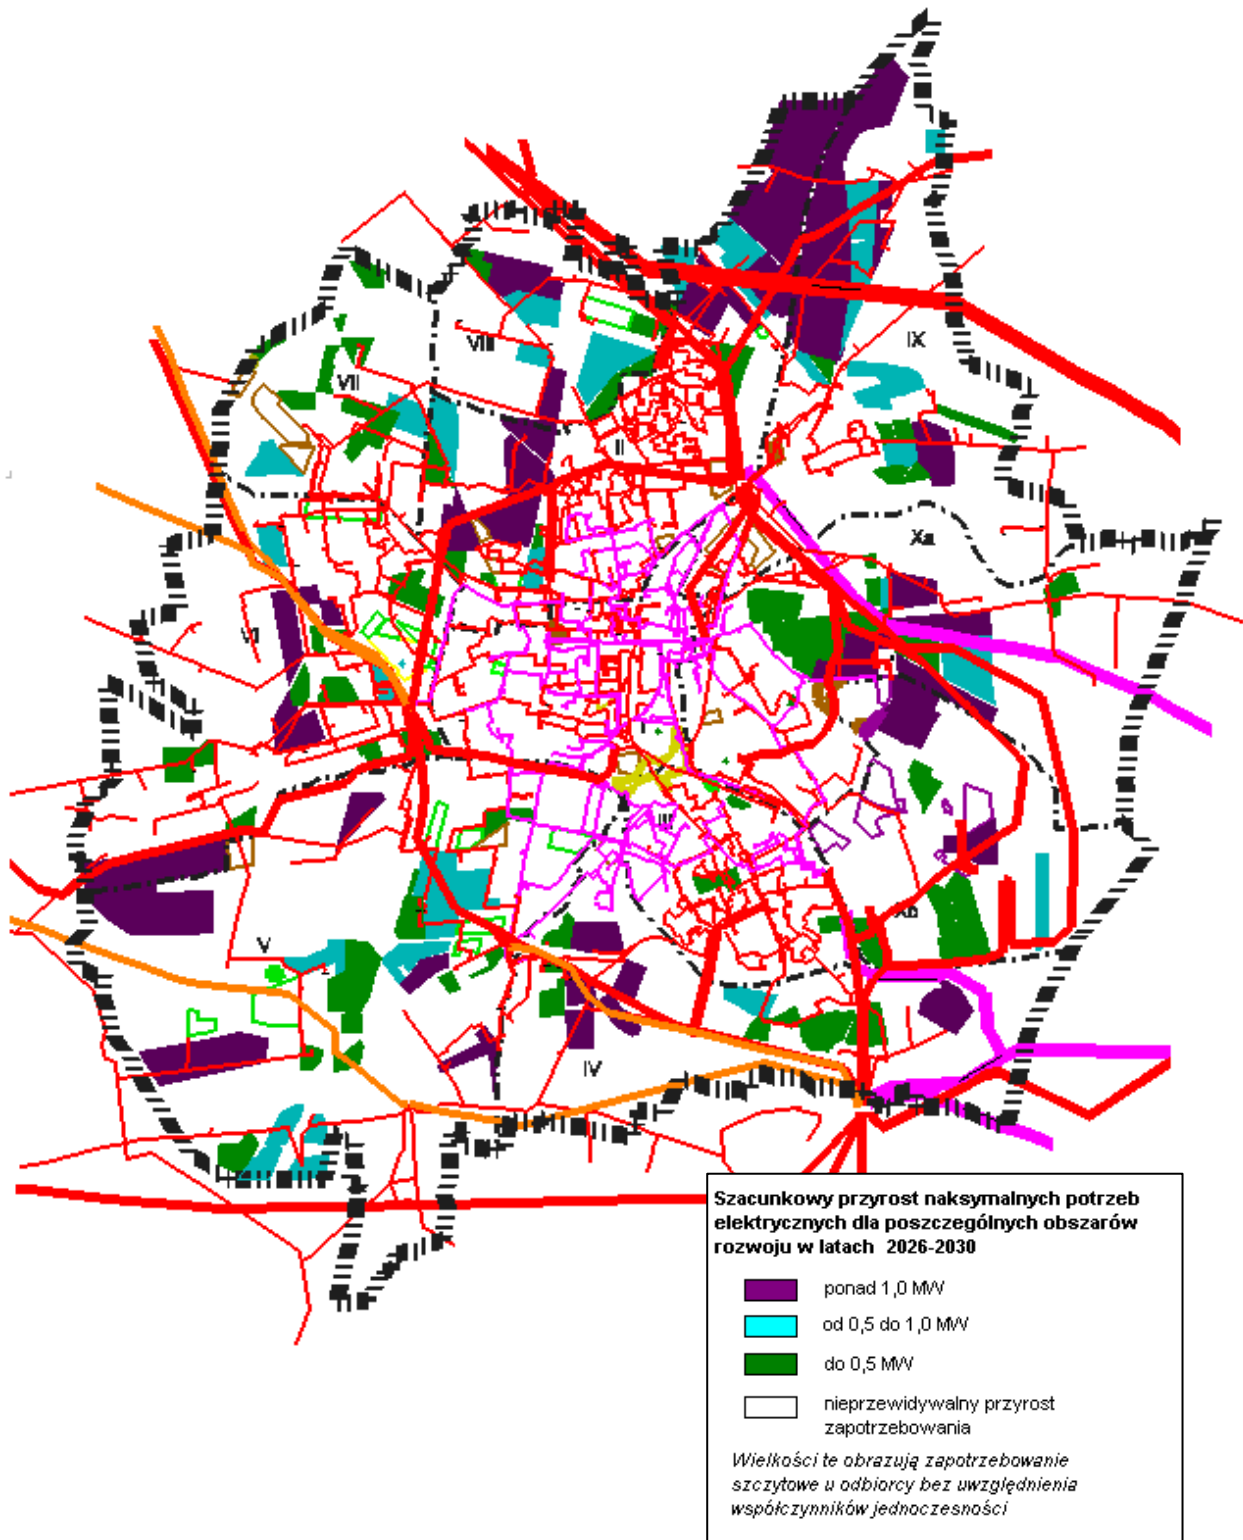 IX
VIII
VII
II
Xa
VI
I
III
Xb
V
IV
Szacunkowy przyrost naksymalnych potrzeb
elektrycznych dla poszczególnych obszarów
rozwoju w latach 2026-2030
ponad 1,0 MW
od 0,5 do 1,0 MW
do 0,5 MW
nieprzewidywalny przyrost
zapotrzebowania
Wielkości te obrazują zapotrzebowanie
szczytowe u odbiorcy bez uwzględnienia
współczynników jednoczesności